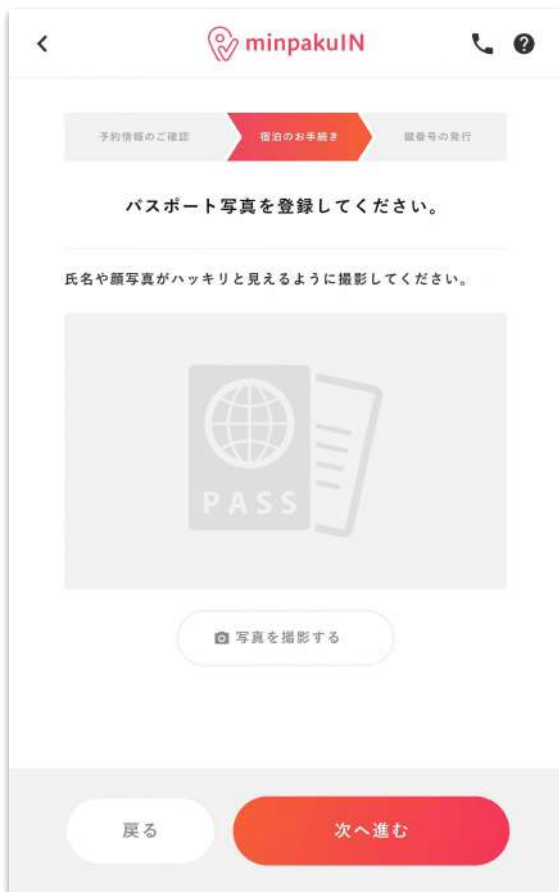 minpakuIN
予約情報のご確認
宿泊のお手続き
鍵番号の発行
パスポート写真を登録してください。
氏名や顔写真がハッキリと見えるように撮影してください。
PASS
写真を撮影する
戻る
次へ進む